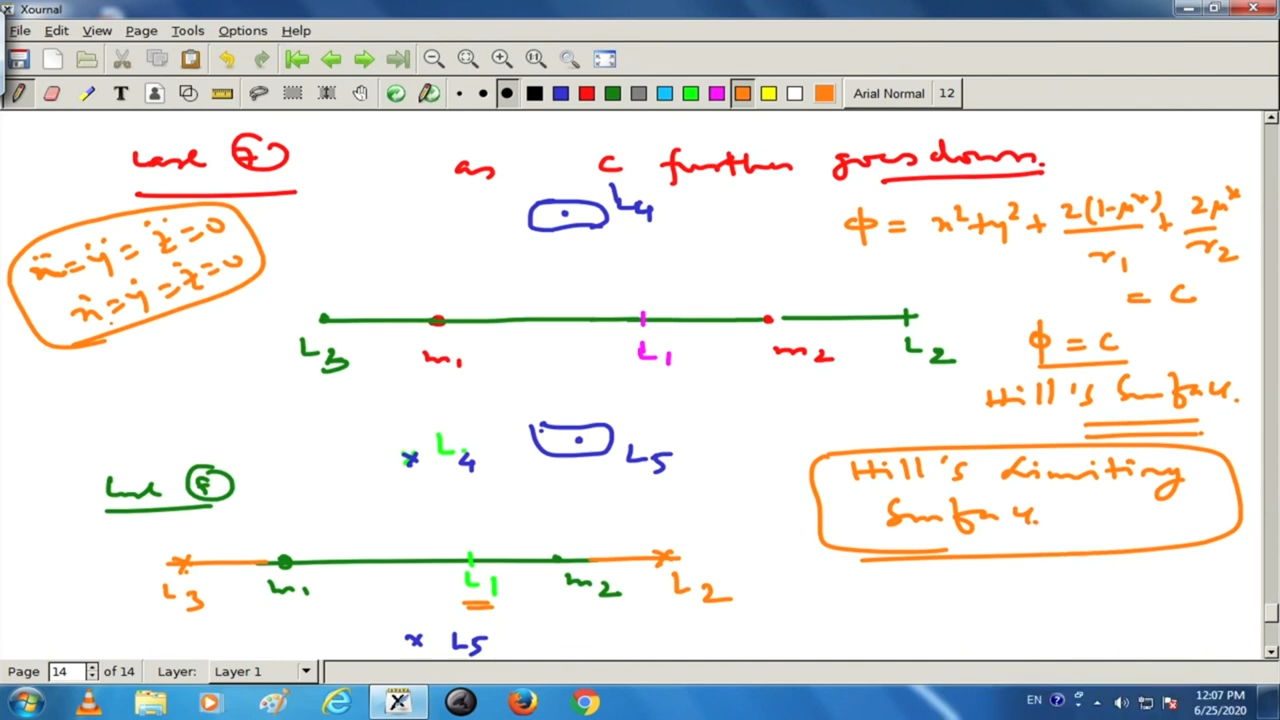 Xournal
File Edit View Page Tools Options Help
Arial Normal 12
Case as C further goes down.
L4
ẍ = ÿ = z̈ = 0
ẋ = ẏ = ż = 0
Φ = x² + y² + 2(1-μ*)/r₁ + 2μ*/r₂
= C
L3 m1 L1 m2 L2
Φ = C
Hill's Surface.
L4
L5
Case
Hill's Limiting
Surface.
L3 m1 L1 m2 L2
L5
Page 14 of 14 Layer: Layer 1
EN 12:07 PM
6/25/2020